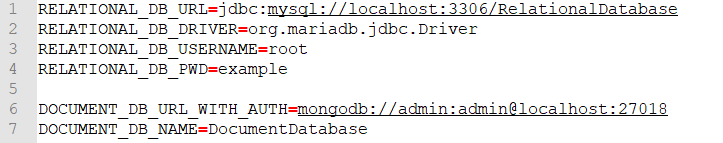 1 RELATIONAL_DB_URL=jdbc:mysql://localhost:3306/RelationalDatabase
2 RELATIONAL_DB_DRIVER=org.mariadb.jdbc.Driver
3 RELATIONAL_DB_USERNAME=root
4 RELATIONAL_DB_PWD=example
5
6 DOCUMENT_DB_URL_WITH_AUTH=mongodb://admin:admin@localhost:27018
7 DOCUMENT_DB_NAME=DocumentDatabase